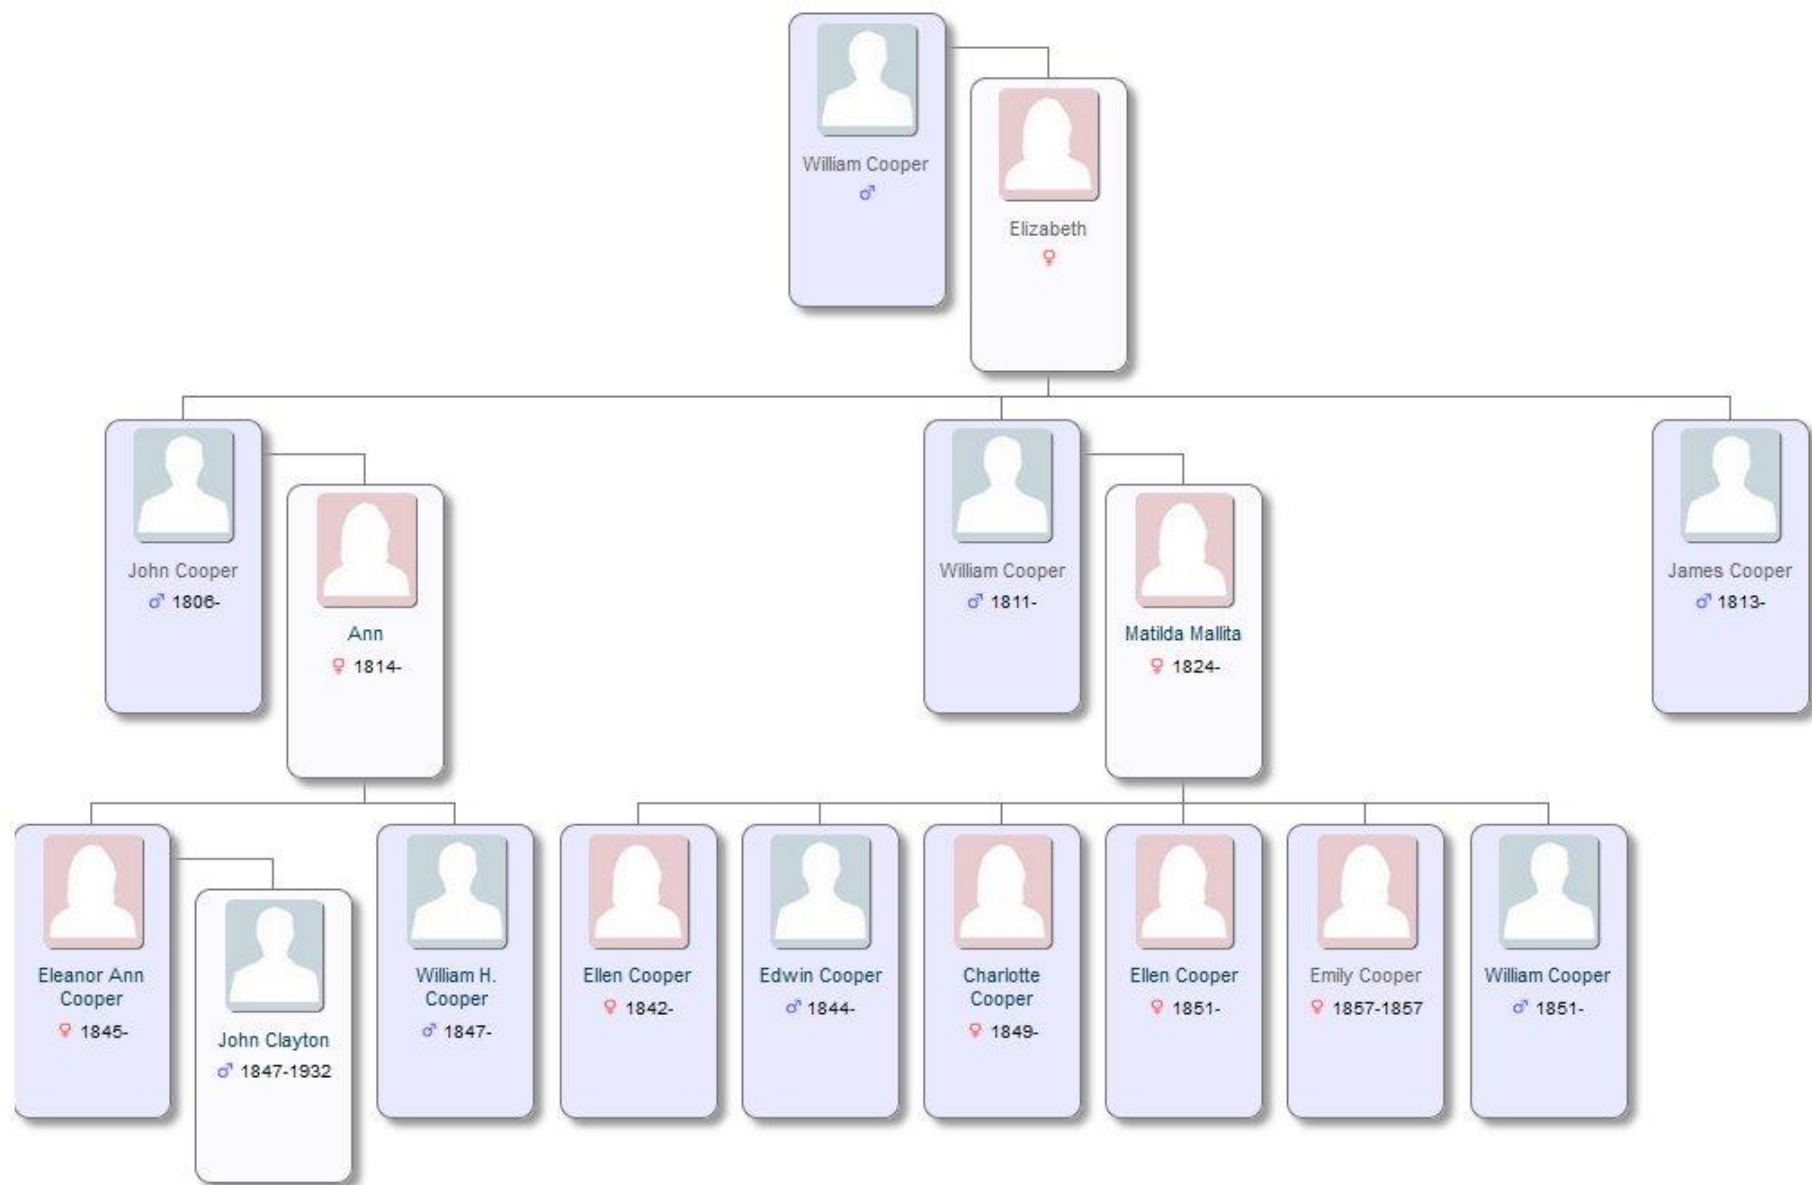 William Cooper
♂
Elizabeth
♀
John Cooper
♂ 1806-
Ann
♀ 1814-
William Cooper
♂ 1811-
Matilda Mallita
♀ 1824-
James Cooper
♂ 1813-
Eleanor Ann
Cooper
♀ 1845-
John Clayton
♂ 1847-1932
William H.
Cooper
♂ 1847-
Ellen Cooper
♀ 1842-
Edwin Cooper
♂ 1844-
Charlotte
Cooper
♀ 1849-
Ellen Cooper
♀ 1851-
Emily Cooper
♀ 1857-1857
William Cooper
♂ 1851-